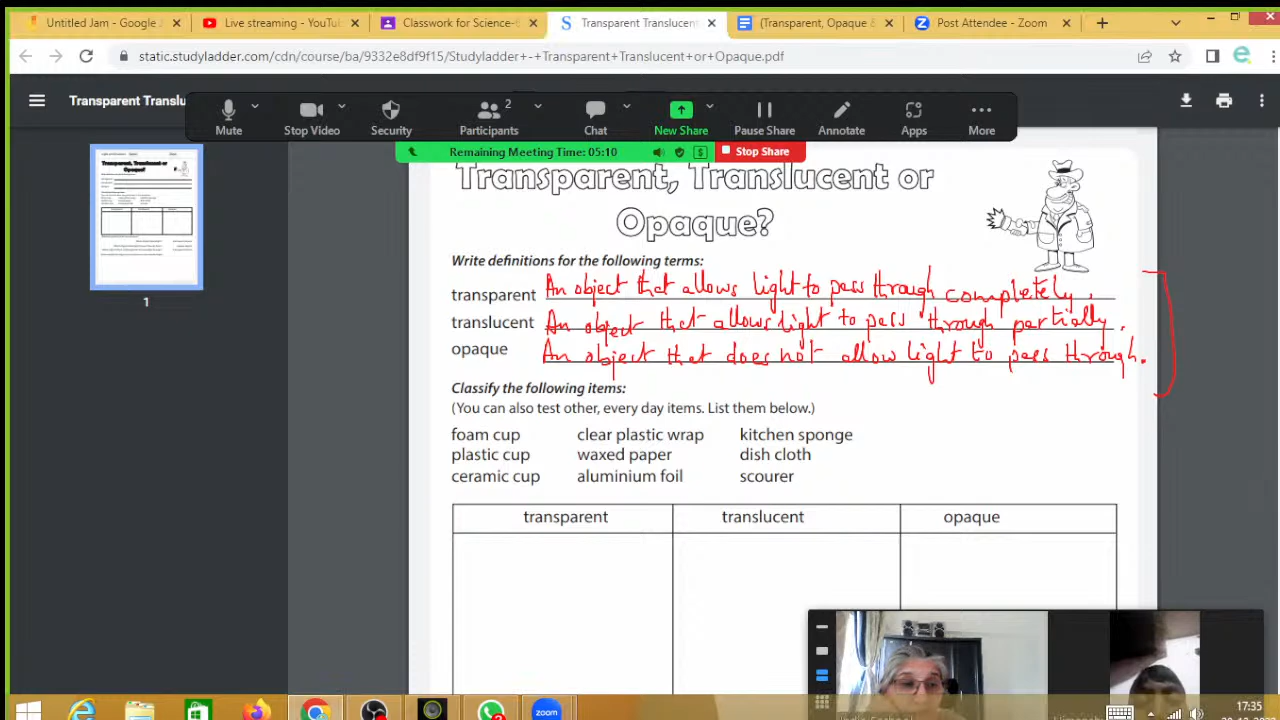 Untitled Jam - Google J
Live streaming - YouTu
Classwork for Science-
Transparent Translucen
(Transparent, Opaque &
Post Attendee - Zoom
static.studyladder.com/cdn/course/ba/9332e8df9f15/Studyladder - Transparent Translucent or Opaque.pdf
Transparent Translu
Mute
Stop Video
Security
Participants
2
Chat
New Share
Pause Share
Annotate
Apps
More
Remaining Meeting Time: 05:10
Stop Share
Transparent, Translucent or
Opaque?
Write definitions for the following terms:
transparent An object that allows light to pass through completely.
translucent An object that allows light to pass through partially.
opaque An object that does not allow light to pass through.
Classify the following items:
(You can also test other, every day items. List them below.)
foam cup clear plastic wrap kitchen sponge
plastic cup waxed paper dish cloth
ceramic cup aluminium foil scourer
transparent translucent opaque
1
zoom
17:35